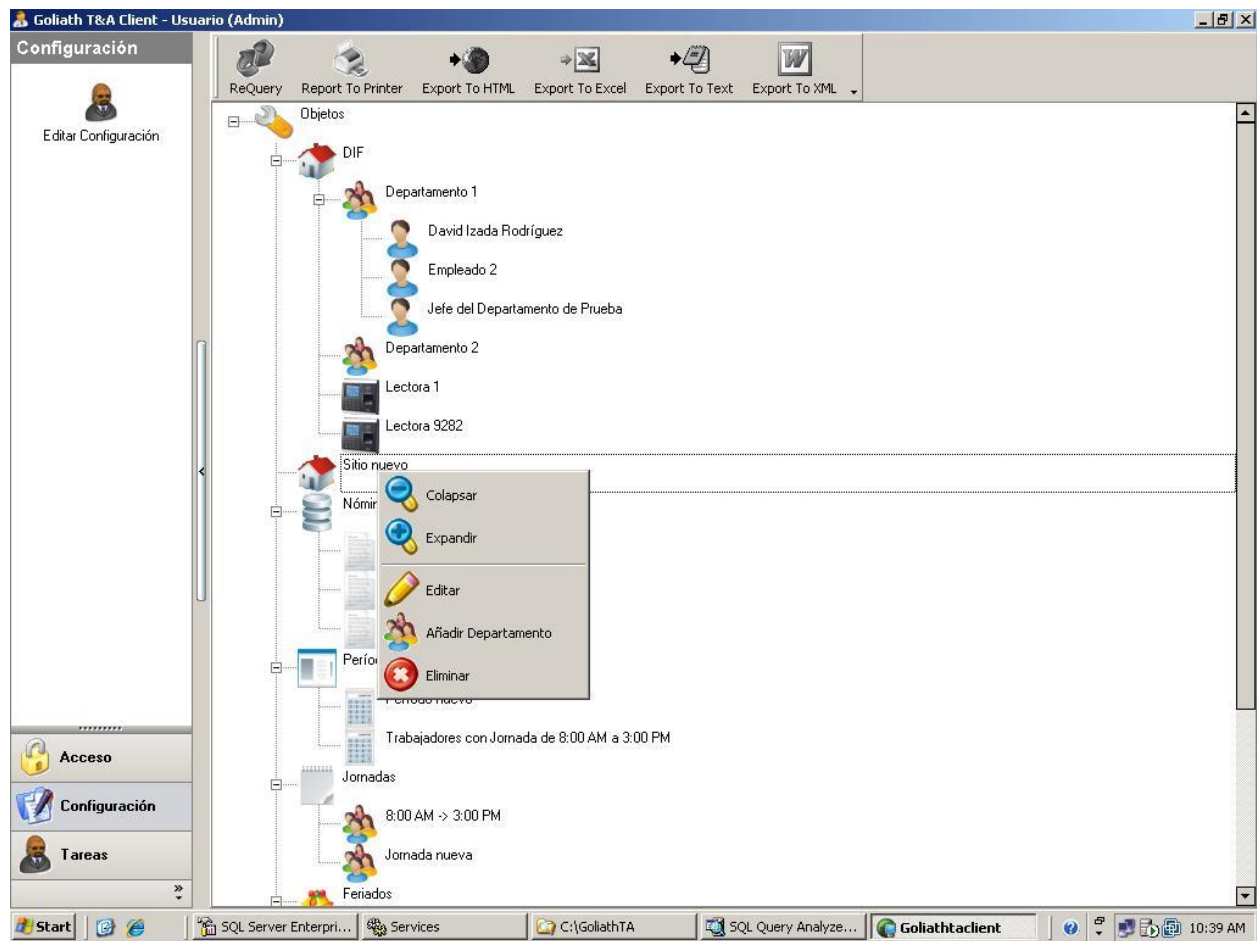 Goliath T&A Client - Usuario (Admin)
Configuración
Editar Configuración
ReQuery
Report To Printer
Export To HTML
Export To Excel
Export To Text
Export To XML
Objetos
DIF
Departamento 1
David Izada Rodríguez
Empleado 2
Jefe del Departamento de Prueba
Departamento 2
Lectora 1
Lectora 9282
Sitio nuevo
Colapsar
Expandir
Editar
Añadir Departamento
Eliminar
Trabajadores con Jornada de 8:00 AM a 3:00 PM
Jornadas
8:00 AM -> 3:00 PM
Jornada nueva
Feriados
Acceso
Configuración
Tareas
Start
SQL Server Enterpri...
Services
C:\GoliathTA
SQL Query Analyze...
Goliathtaclient
10:39 AM